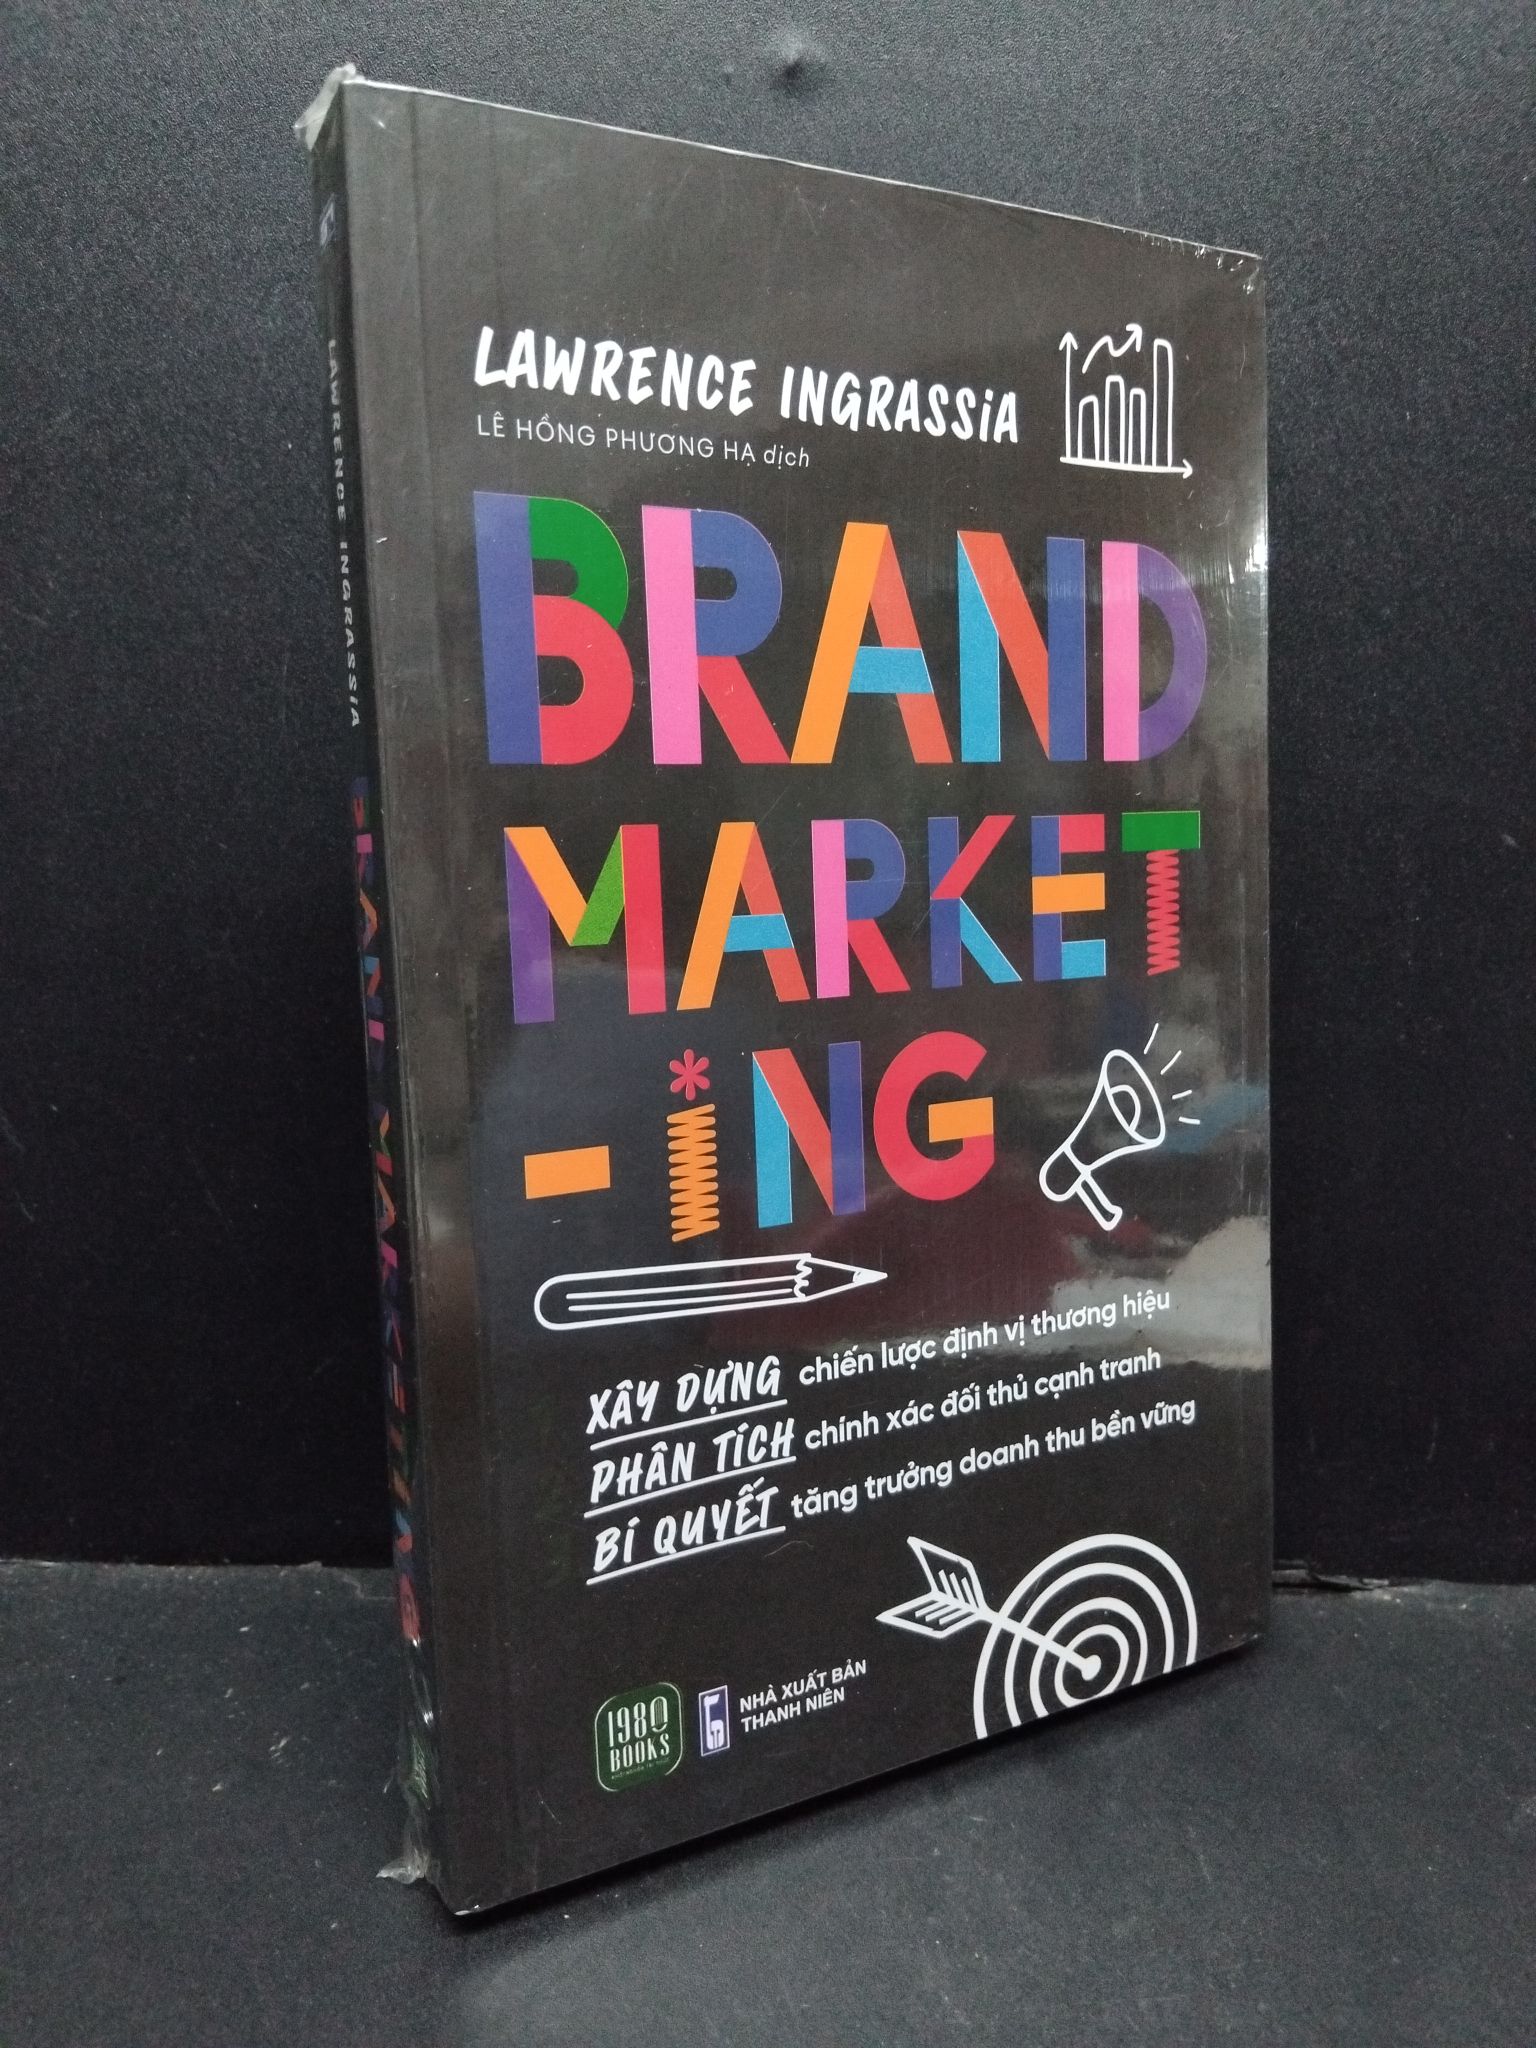 LAWRENCE INGRASSIA
LÊ HỒNG PHƯƠNG HẠ dịch
BRAND
MARKET
-ING
XÂY DỰNG chiến lược định vị thương hiệu
PHÂN TÍCH chính xác đối thủ cạnh tranh
BÍ QUYẾT tăng trưởng doanh thu bền vững
1980
BOOKS
NHÀ XUẤT BẢN
THANH NIÊN
LAWRENCE INGRASSIA
BRAND MARKETING